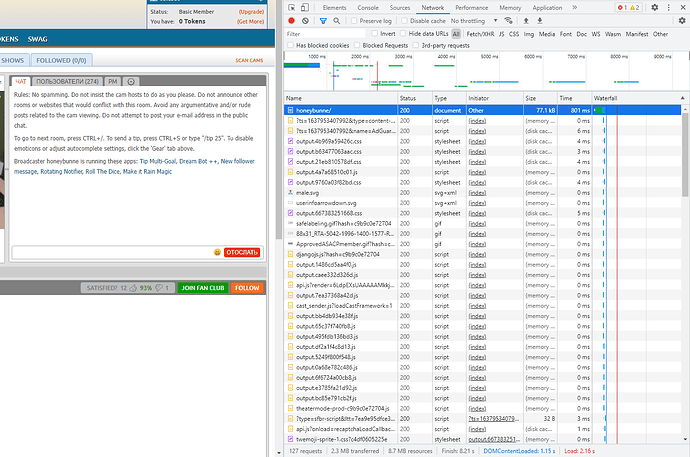 Status: Basic Member (Upgrade)
You have: 0 Tokens (Get More)
OKENS SWAG
SHOWS FOLLOWED (0/0) SCAN CAMS
ЧАТ ПОЛЬЗОВАТЕЛИ (274) PM
Rules: No spamming. Do not insist the cam hosts to do as you please. Do not announce
other rooms or websites that would conflict with this room. Avoid any argumentative and/or rude
posts related to the cam viewing. Do not attempt to post your e-mail address in the
public chat.
To go to next room, press CTRL+/. To send a tip, press CTRL+S or type "/tip 25". To disable
emoticons or adjust autocomplete settings, click the 'Gear' tab above.
Broadcaster honeybunne is running these apps: Tip Multi-Goal, Dream Bot ++, New follower
message, Rotating Notifier, Roll The Dice, Make it Rain Magic
ОТОСЛАТЬ
SATISFIED? 12 93% 1 JOIN FAN CLUB FOLLOW
Elements Console Sources Network Performance Memory Application » 1 2
Preserve log Disable cache No throttling
Filter Invert Hide data URLs All Fetch/XHR JS CSS Img Media Font Doc WS Wasm Manifest Other
Has blocked cookies Blocked Requests 3rd-party requests
1000 ms 2000 ms 3000 ms 4000 ms 5000 ms 6000 ms 7000 ms 8000 ms 9000 ms
Name Status Type Initiator Size Time Waterfall
honeybunne/ 200 document Other 77.1 kB 801 ms
?ts=1637953407992&type=content-... 200 script (index) (memory ... 0 ms
?ts=1637953407992&name=AdGuar... 200 script (index) (disk cac... 6 ms
output.4b969a59426c.css 200 stylesheet (index) (disk cac... 4 ms
output.b63477063aac.css 200 stylesheet (index) (disk cac... 3 ms
output.21eb810578df.css 200 stylesheet (index) (disk cac... 4 ms
output.4a7a68510c01.js 200 script (index) (memory ... 0 ms
output.9760a03f82bd.css 200 stylesheet (index) (disk cac... 4 ms
male.svg 200 svg+xml (index) (memory ... 0 ms
userinfoarrowdown.svg 200 svg+xml (index) (memory ... 0 ms
output.667383251668.css 200 stylesheet (index) (disk cac... 5 ms
safelabeling.gif?hash=c9b9c0e72704 200 gif (index) (memory ... 0 ms
88x31_RTA-5042-1996-1400-1577-R... 200 gif (index) (memory ... 0 ms
ApprovedASACPmember.gif?hash=c... 200 gif (index) (memory ... 0 ms
djangojs.js?hash=c9b9c0e72704 200 script (index) (memory ... 0 ms
output.1486cd5aa4f0.js 200 script (index) (memory ... 0 ms
output.caee332d326d.js 200 script (index) (memory ... 0 ms
api.js?render=6LdpEXsUAAAAAMkkj... 200 script (index) (memory ... 0 ms
output.7ea37368a42d.js 200 script (index) (memory ... 0 ms
cast_sender.js?loadCastFramework=1 200 script (index) (memory ... 0 ms
output.bb4db934e38f.js 200 script (index) (memory ... 0 ms
output.65c37f740fb8.js 200 script (index) (memory ... 0 ms
output.495fdb136bd3.js 200 script (index) (memory ... 0 ms
output.df2a1f4c8d13.js 200 script (index) (memory ... 0 ms
output.5249f800f548.js 200 script (index) (memory ... 0 ms
output.0a68e782c486.js 200 script (index) (memory ... 0 ms
output.6f6724a00cb8.js 200 script (index) (memory ... 0 ms
output.e3785fa21d92.js 200 script (index) (memory ... 0 ms
output.bc85e791cb2f.js 200 script (index) (memory ... 0 ms
theatermode-prod-c9b9c0e72704.js 200 script (index) (memory ... 0 ms
?type=sfbr-script&ltt=7ea9e95dfce3... 200 script ?ts=16379534079... 32 B 3 ms
api.js?onload=recaptchaLoadCallbac... 200 script (index) (memory ... 1 ms
twemoji-sprite-1.css?c4df0605225e 200 stylesheet output.667383251... (disk cac... 2 ms
127 requests 2.3 MB transferred 8.7 MB resources Finish: 8.21 s DOMContentLoaded: 1.15 s Load: 2.16 s